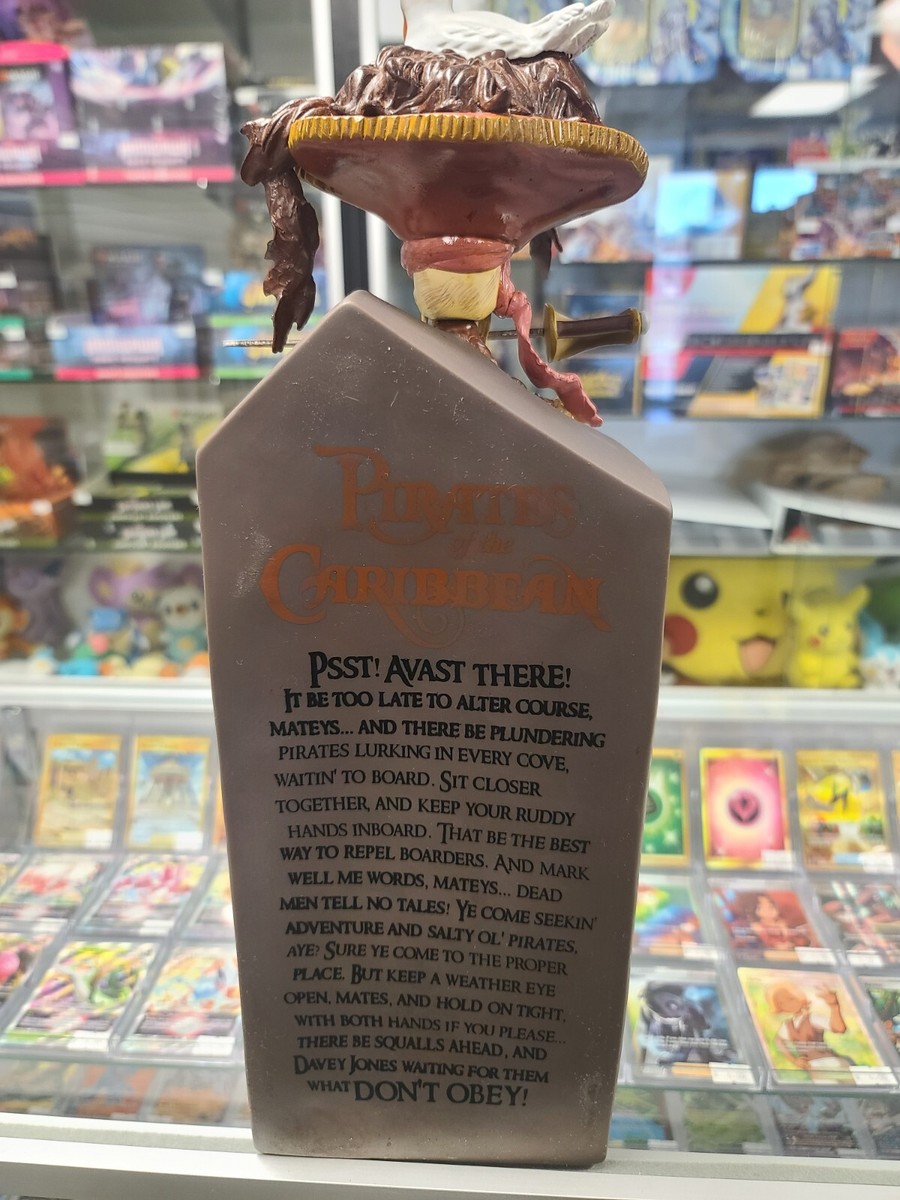 PIRATES
of the
CARIBBEAN
PSST! AVAST THERE!
IT BE TOO LATE TO ALTER COURSE,
MATEYS... AND THERE BE PLUNDERING
PIRATES LURKING IN EVERY COVE,
WAITIN' TO BOARD. SIT CLOSER
TOGETHER, AND KEEP YOUR RUDDY
HANDS INBOARD. THAT BE THE BEST
WAY TO REPEL BOARDERS. AND MARK
WELL ME WORDS, MATEYS... DEAD
MEN TELL NO TALES! YE COME SEEKIN'
ADVENTURE AND SALTY OL' PIRATES,
AYE? SURE YE COME TO THE PROPER
PLACE. BUT KEEP A WEATHER EYE
OPEN, MATES, AND HOLD ON TIGHT,
WITH BOTH HANDS IF YOU PLEASE...
THERE BE SQUALLS AHEAD, AND
DAVEY JONES WAITING FOR THEM
WHAT DON'T OBEY!